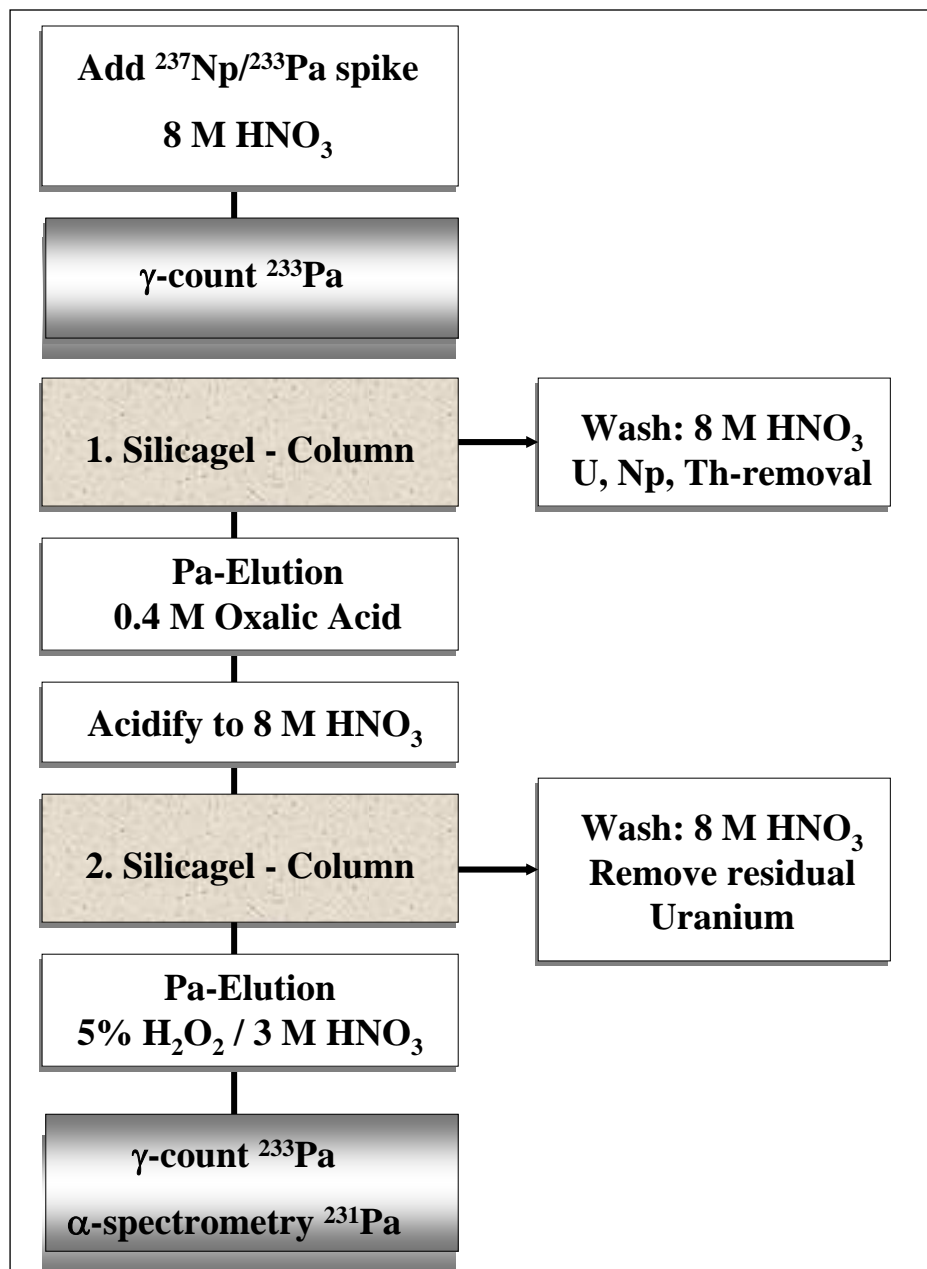 Add ²³⁷Np/²³³Pa spike
8 M HNO₃
γ-count ²³³Pa
1. Silicagel - Column
Wash: 8 M HNO₃
U, Np, Th-removal
Pa-Elution
0.4 M Oxalic Acid
Acidify to 8 M HNO₃
2. Silicagel - Column
Wash: 8 M HNO₃
Remove residual
Uranium
Pa-Elution
5% H₂O₂ / 3 M HNO₃
γ-count ²³³Pa
α-spectrometry ²³¹Pa